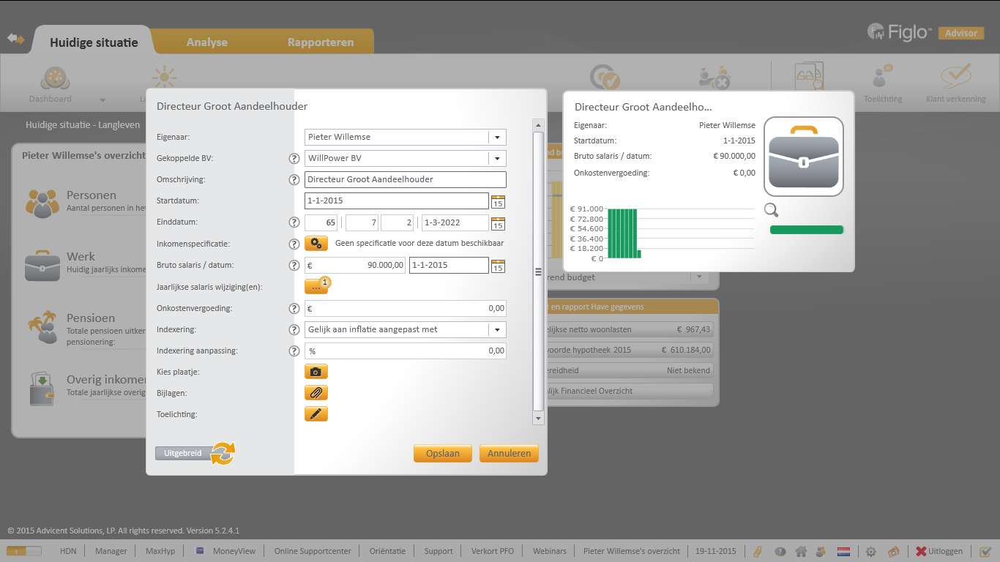 Huidige situatie
Analyse
Rapporteren
Figlo™ Advisor
Dashboard
La
Toelichting
Klant verkenning
Huidige situatie - Langleven
Pieter Willemse's overzicht
Personen
Aantal personen in het
Werk
Huidig jaarlijks inkome
Pensioen
Totale pensioen uitker
pensionering:
Overig inkomen
Totale jaarlijkse overig
Directeur Groot Aandeelhouder
Eigenaar: Pieter Willemse
Gekoppelde BV: ? WillPower BV
Omschrijving: ? Directeur Groot Aandeelhouder
Startdatum: 1-1-2015 15
Einddatum: ? 65 7 2 1-3-2022 15
Inkomenspecificatie: ? Geen specificatie voor deze datum beschikbaar
Bruto salaris / datum: ? € 90.000,00 1-1-2015 15
Jaarlijkse salaris wijziging(en): ... 1
Onkostenvergoeding: ? € 0,00
Indexering: ? Gelijk aan inflatie aangepast met
Indexering aanpassing: ? % 0,00
Kies plaatje:
Bijlagen:
Toelichting:
Uitgebreid
Opslaan
Annuleren
Directeur Groot Aandeelho...
Eigenaar: Pieter Willemse
Startdatum: 1-1-2015
Bruto salaris / datum: € 90.000,00
Onkostenvergoeding: € 0,00
€ 91.000
€ 72.800
€ 54.600
€ 36.400
€ 18.200
€ 0
nd bu
rend budget
t en rapport Have gegevens
elijkse netto woonlasten € 967,43
woorde hypotheek 2015 € 610.184,00
ereidheid Niet bekend
lijk Financieel Overzicht
© 2015 Advicent Solutions, LP. All rights reserved. Version 5.2.4.1
1 HDN Manager MaxHyp MoneyView Online Supportcenter Oriëntatie Support Verkort PFO Webinars Pieter Willemse's overzicht 19-11-2015 Uitloggen